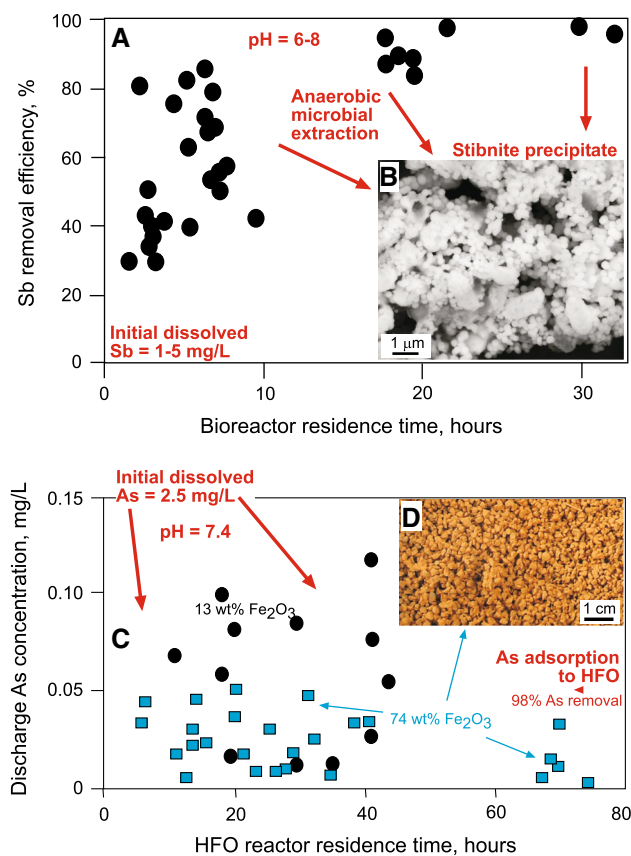 A
pH = 6-8
Anaerobic
microbial
extraction
Stibnite precipitate
B
1 μm
Initial dissolved
Sb = 1-5 mg/L
Sb removal efficiency, %
100
80
60
40
20
0
0
10
20
30
Bioreactor residence time, hours
Initial dissolved
As = 2.5 mg/L
pH = 7.4
D
1 cm
13 wt% Fe2O3
C
As adsorption
to HFO
98% As removal
74 wt% Fe2O3
Discharge As concentration, mg/L
0.15
0.10
0.05
0
0
20
40
60
80
HFO reactor residence time, hours